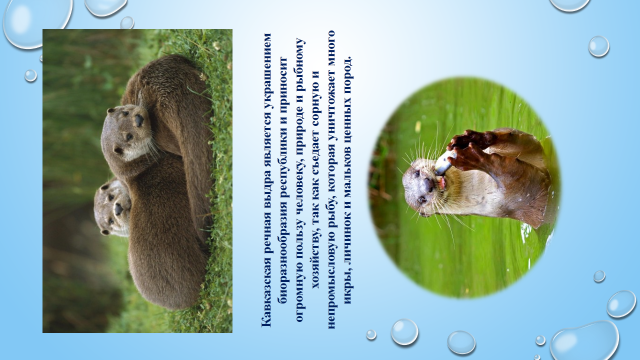 Кавказская речная выдра является украшением
биоразнообразия республики и приносит
огромную пользу человеку, природе и рыбному
хозяйству, так как съедает сорную и
непромысловую рыбу, которая уничтожает много
икры, личинок и мальков ценных пород.